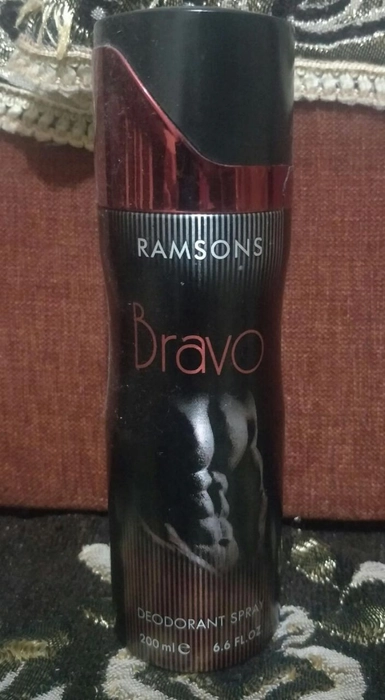 RAMSONS
Bravo
DEODORANT SPRAY
200 ml e 6.6 FL OZ